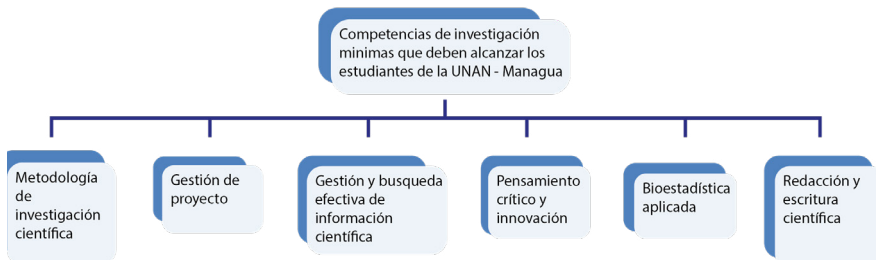 Competencias de investigación
minimas que deben alcanzar los
estudiantes de la UNAN - Managua
Metodología
de
investigación
científica
Gestión de
proyecto
Gestión y busqueda
efectiva de
información
científica
Pensamiento
crítico y
innovación
Bioestadística
aplicada
Redacción y
escritura
científica